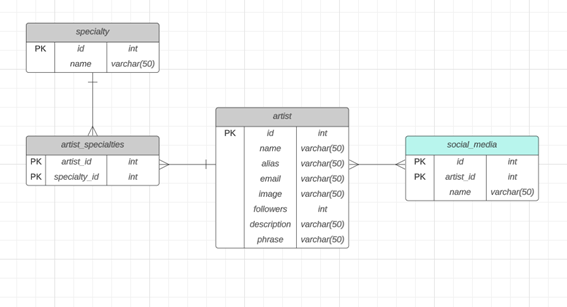 specialty
PK id int
name varchar(50)
artist_specialties
PK artist_id int
PK specialty_id int
artist
PK id int
name varchar(50)
alias varchar(50)
email varchar(50)
image varchar(50)
followers int
description varchar(50)
phrase varchar(50)
social_media
PK id int
PK artist_id int
name varchar(50)